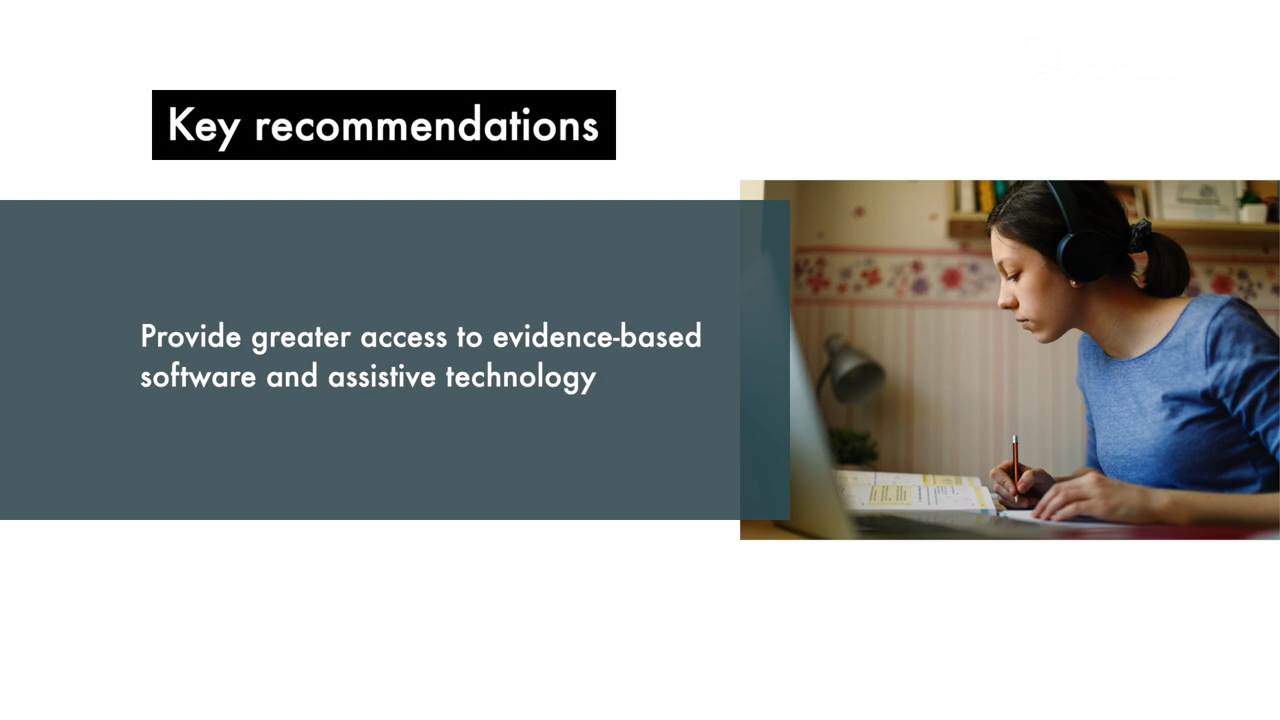 Key recommendations
Provide greater access to evidence-based
software and assistive technology